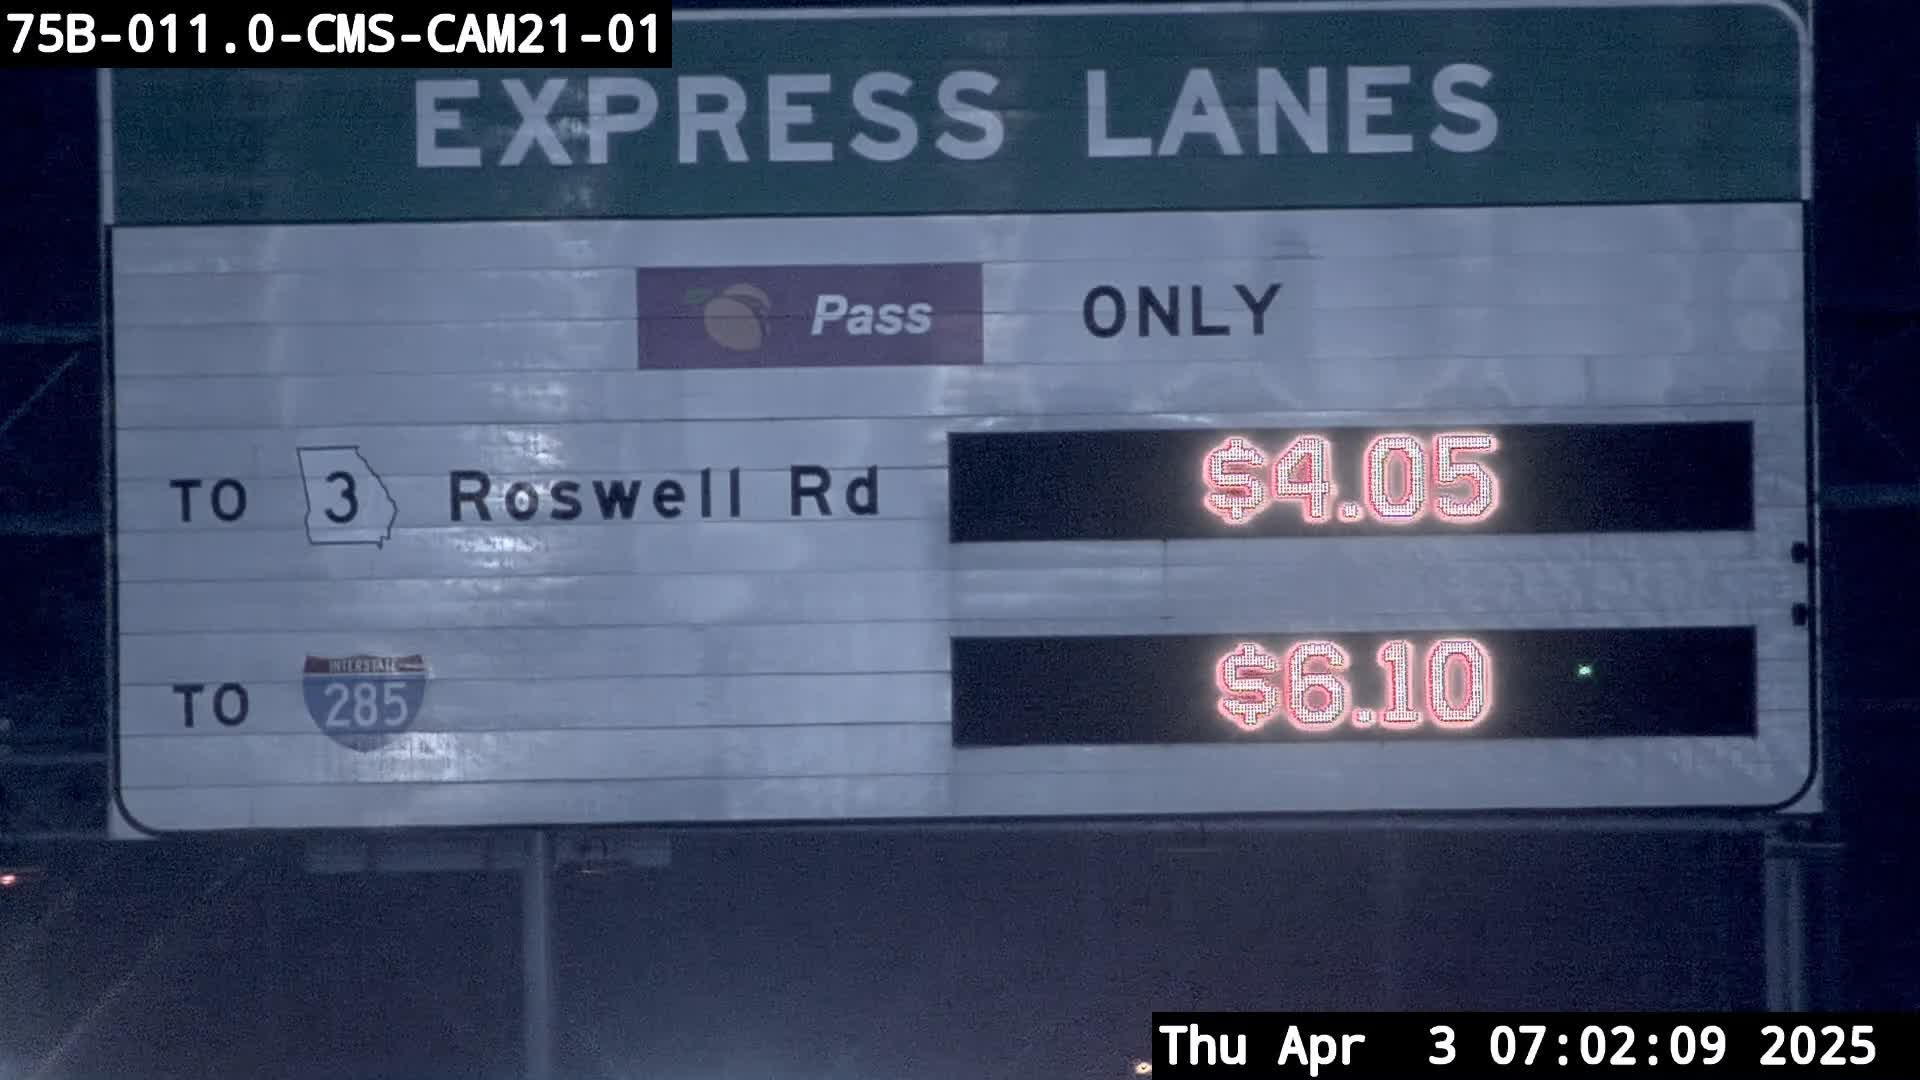 75B-011.0-CMS-CAM21-01
EXPRESS LANES
Pass ONLY
TO 3 Roswell Rd $4.05
INTERSTATE
TO 285 $6.10
Thu Apr 3 07:02:09 2025